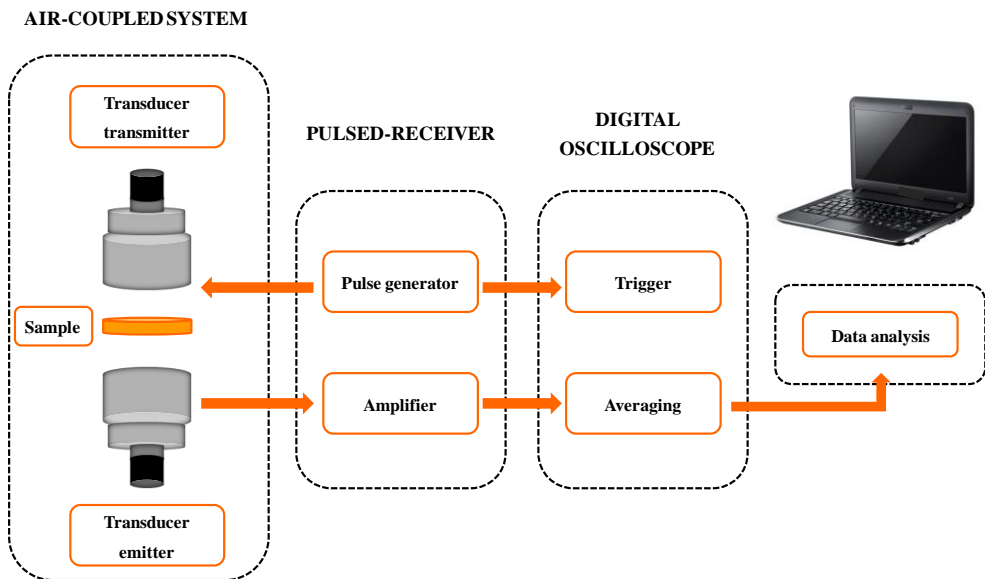 AIR-COUPLED SYSTEM
Transducer
transmitter
Sample
Transducer
emitter
PULSED-RECEIVER
Pulse generator
Amplifier
DIGITAL
OSCILLOSCOPE
Trigger
Averaging
Data analysis